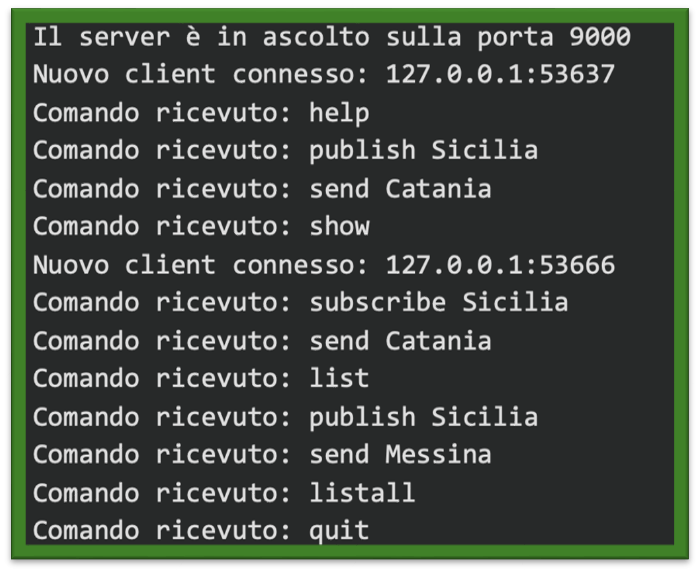 Il server è in ascolto sulla porta 9000
Nuovo client connesso: 127.0.0.1:53637
Comando ricevuto: help
Comando ricevuto: publish Sicilia
Comando ricevuto: send Catania
Comando ricevuto: show
Nuovo client connesso: 127.0.0.1:53666
Comando ricevuto: subscribe Sicilia
Comando ricevuto: send Catania
Comando ricevuto: list
Comando ricevuto: publish Sicilia
Comando ricevuto: send Messina
Comando ricevuto: listall
Comando ricevuto: quit